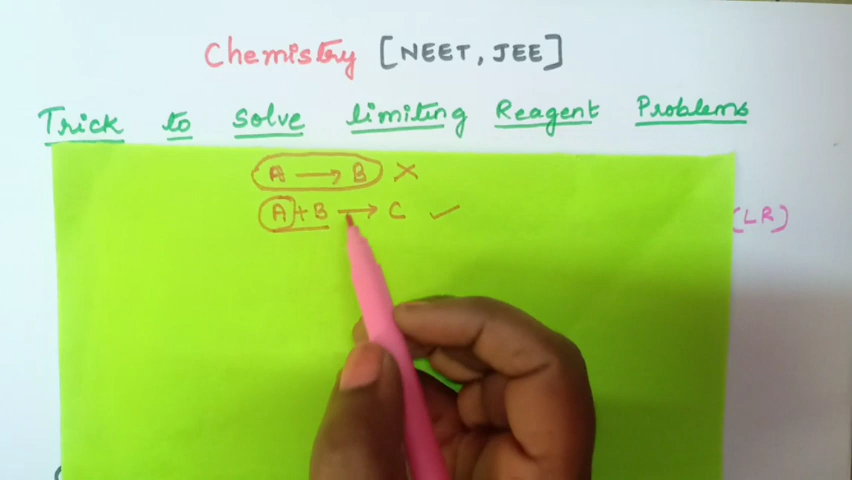 Chemistry [NEET, JEE]
Trick to solve limiting Reagent Problems
A → B ×
A + B → C ✓
(LR)